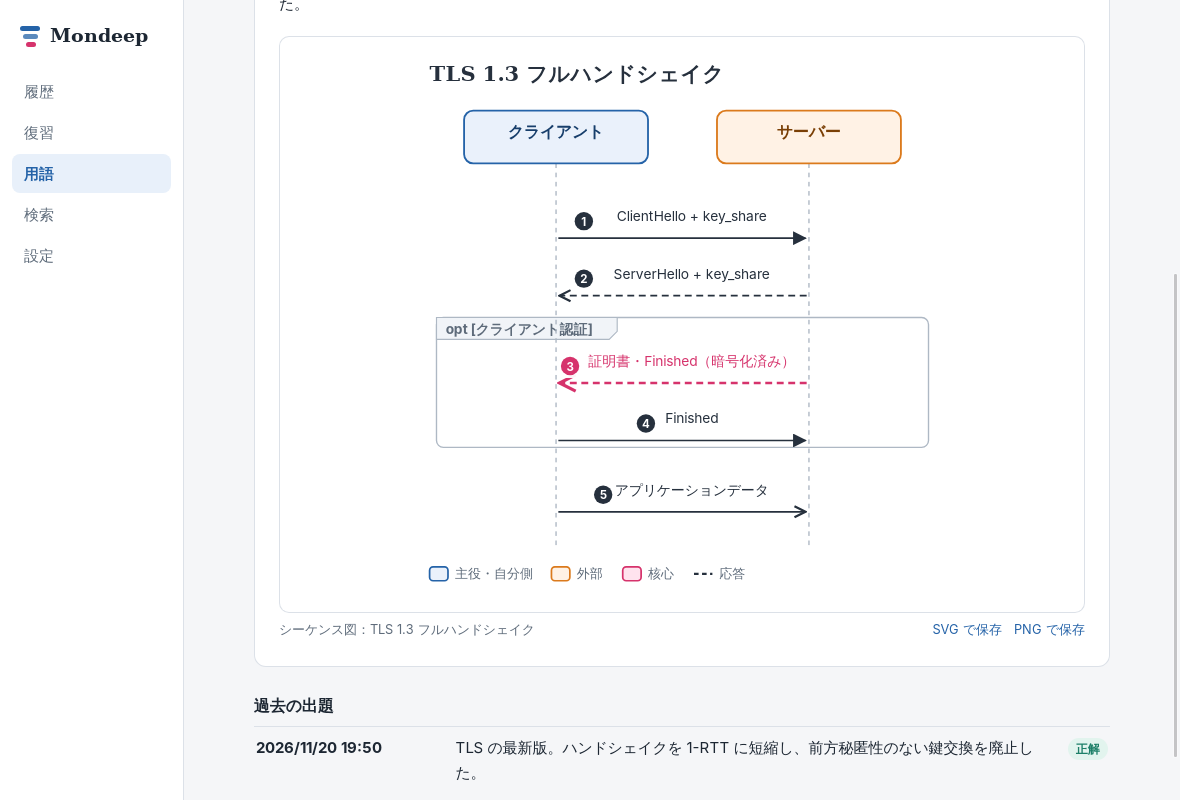 た。
Mondeep
履歴
復習
用語
検索
設定
TLS 1.3 フルハンドシェイク
クライアント
サーバー
1 ClientHello + key_share
2 ServerHello + key_share
opt [クライアント認証]
3 証明書・Finished（暗号化済み）
4 Finished
5 アプリケーションデータ
主役・自分側 外部 核心 応答
シーケンス図：TLS 1.3 フルハンドシェイク
SVG で保存 PNG で保存
過去の出題
2026/11/20 19:50
TLS の最新版。ハンドシェイクを 1-RTT に短縮し、前方秘匿性のない鍵交換を廃止し
た。
正解